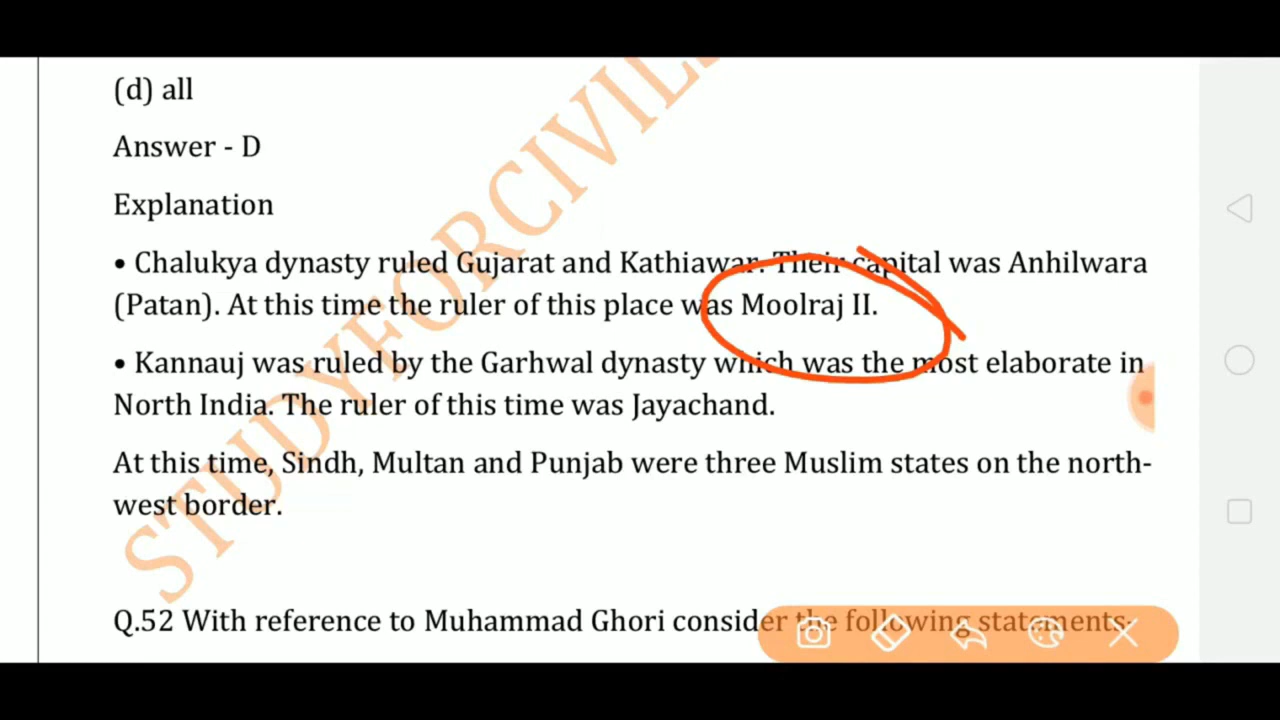 (d) all
Answer - D
Explanation
• Chalukya dynasty ruled Gujarat and Kathiawar. Their capital was Anhilwara
(Patan). At this time the ruler of this place was Moolraj II.
• Kannauj was ruled by the Garhwal dynasty which was the most elaborate in
North India. The ruler of this time was Jayachand.
At this time, Sindh, Multan and Punjab were three Muslim states on the north-
west border.
Q.52 With reference to Muhammad Ghori consider the following statements-
STUDYFORCIVIL